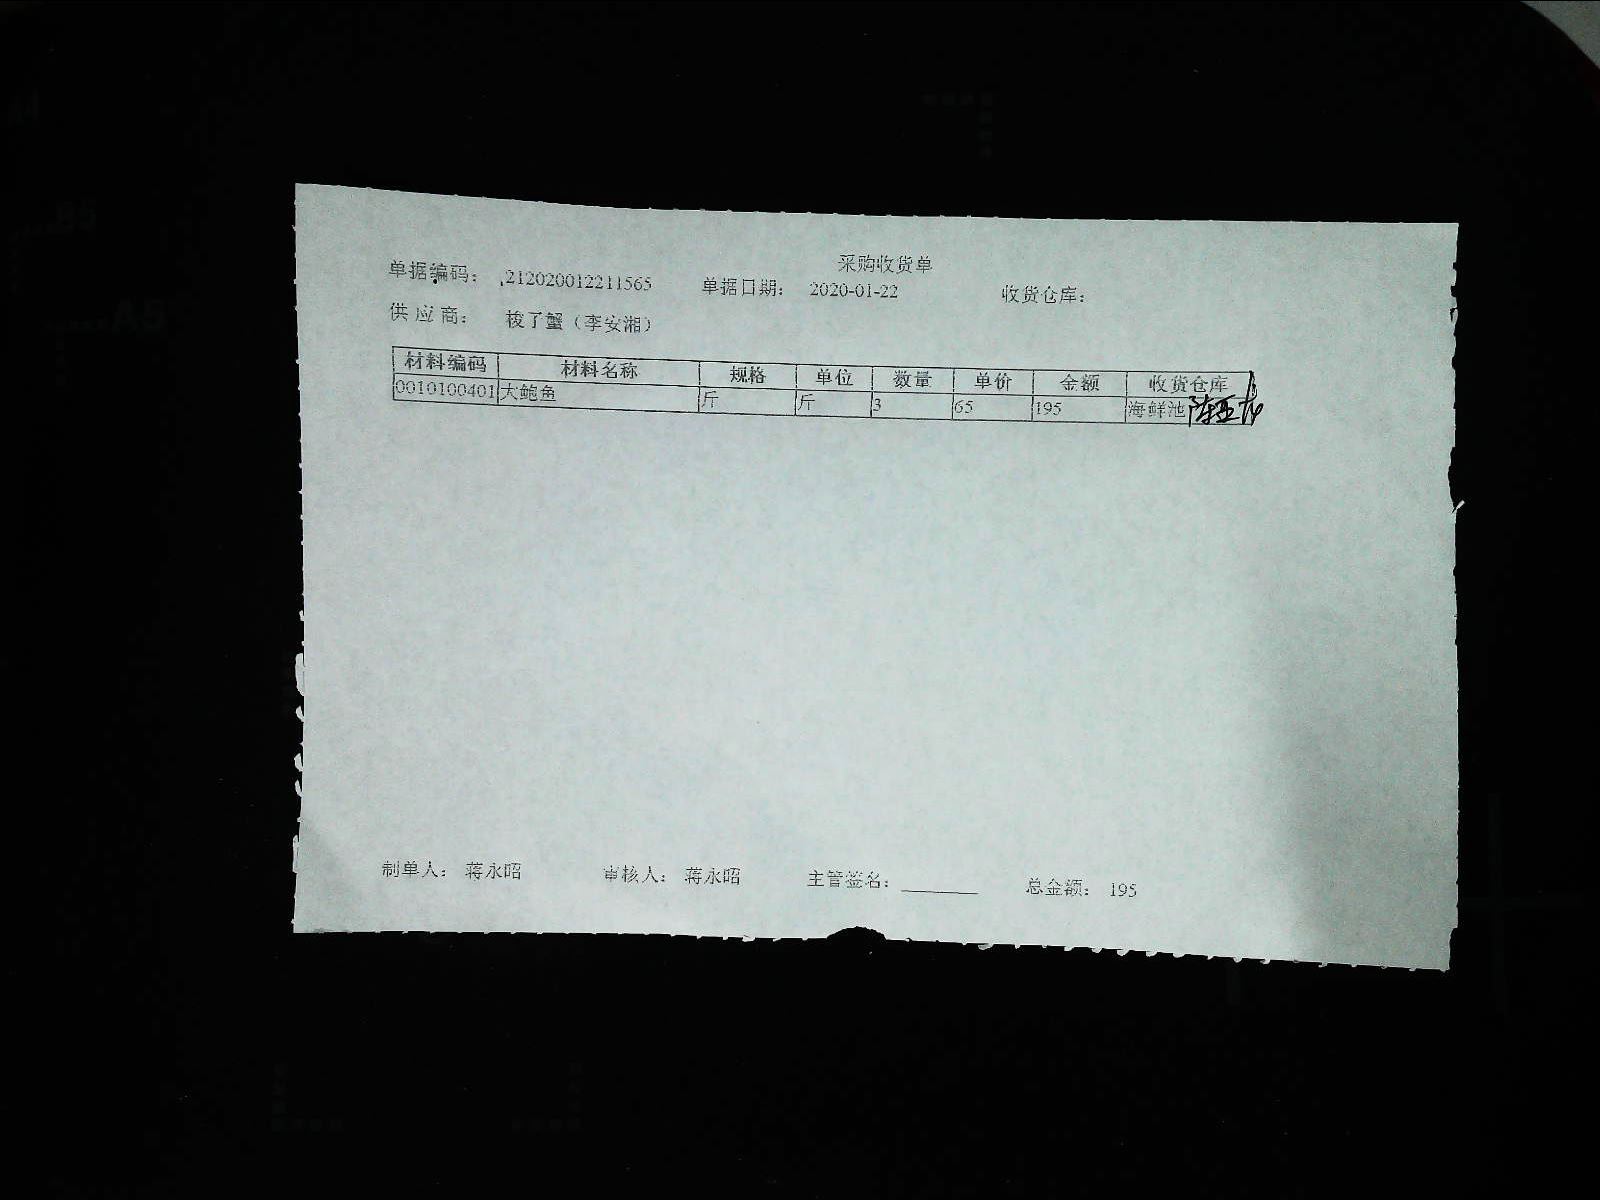 采购收货单
单据编码： 212020012211565 单据日期： 2020-01-22 收货仓库：
供 应 商： 梭了蟹（李安湘）
材料编码 材料名称 规格 单位 数量 单价 金额 收货仓库
0010100401 大鲍鱼 斤 斤 3 65 195 海鲜池
制单人： 蒋永昭 审核人： 蒋永昭 主管签名： 总金额： 195